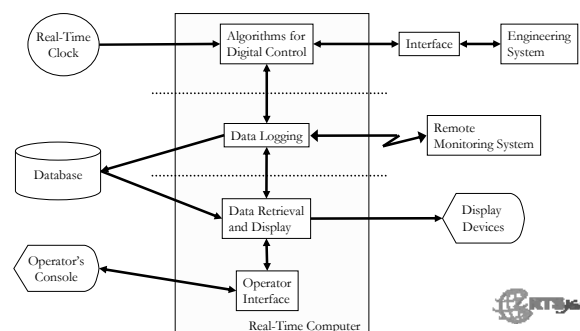 Real-Time
Clock
Algorithms for
Digital Control
Interface
Engineering
System
Data Logging
Remote
Monitoring System
Database
Data Retrieval
and Display
Display
Devices
Operator's
Console
Operator
Interface
Real-Time Computer